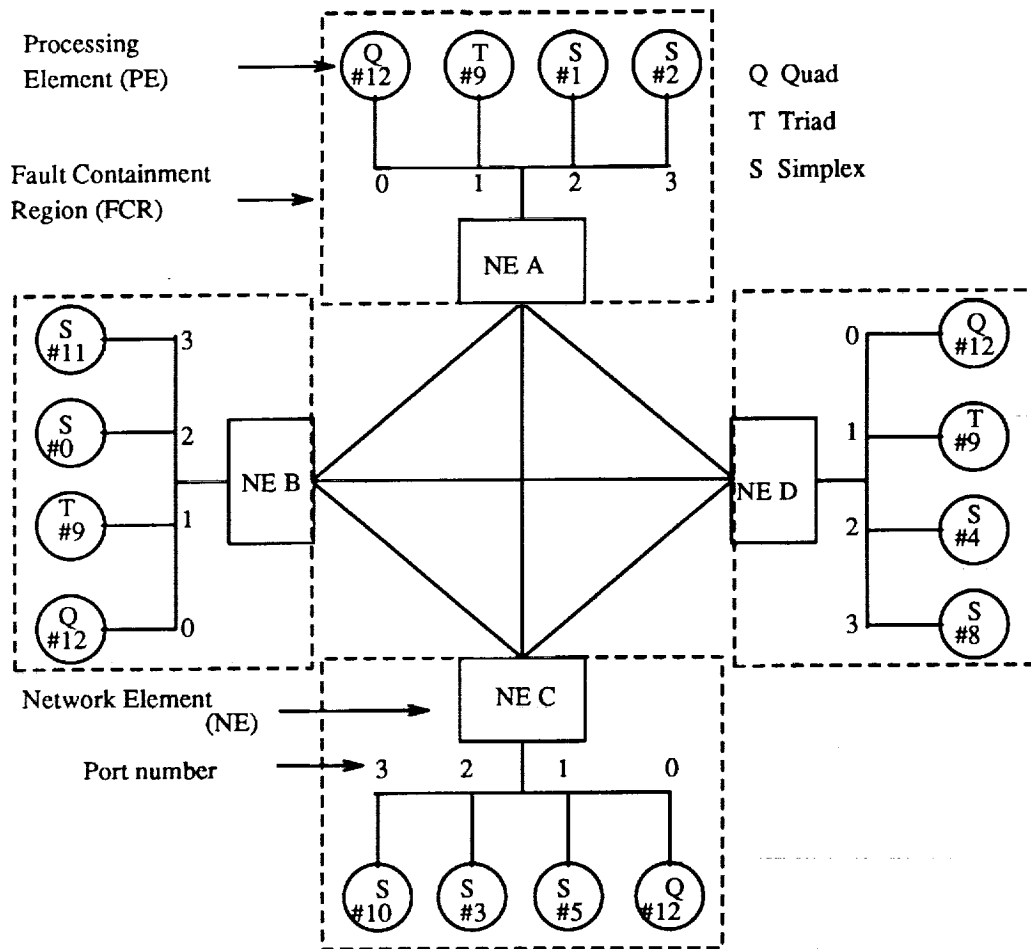 Processing
Element (PE)
Q
#12
T
#9
S
#1
S
#2
Q Quad
T Triad
S Simplex
Fault Containment
Region (FCR)
0 1 2 3
NE A
S
#11
3
S
#0
2
T
#9
1
Q
#12
0
NE B
NE D
0
Q
#12
1
T
#9
2
S
#4
3
S
#8
NE C
Network Element
(NE)
Port number
3 2 1 0
S
#10
S
#3
S
#5
Q
#12